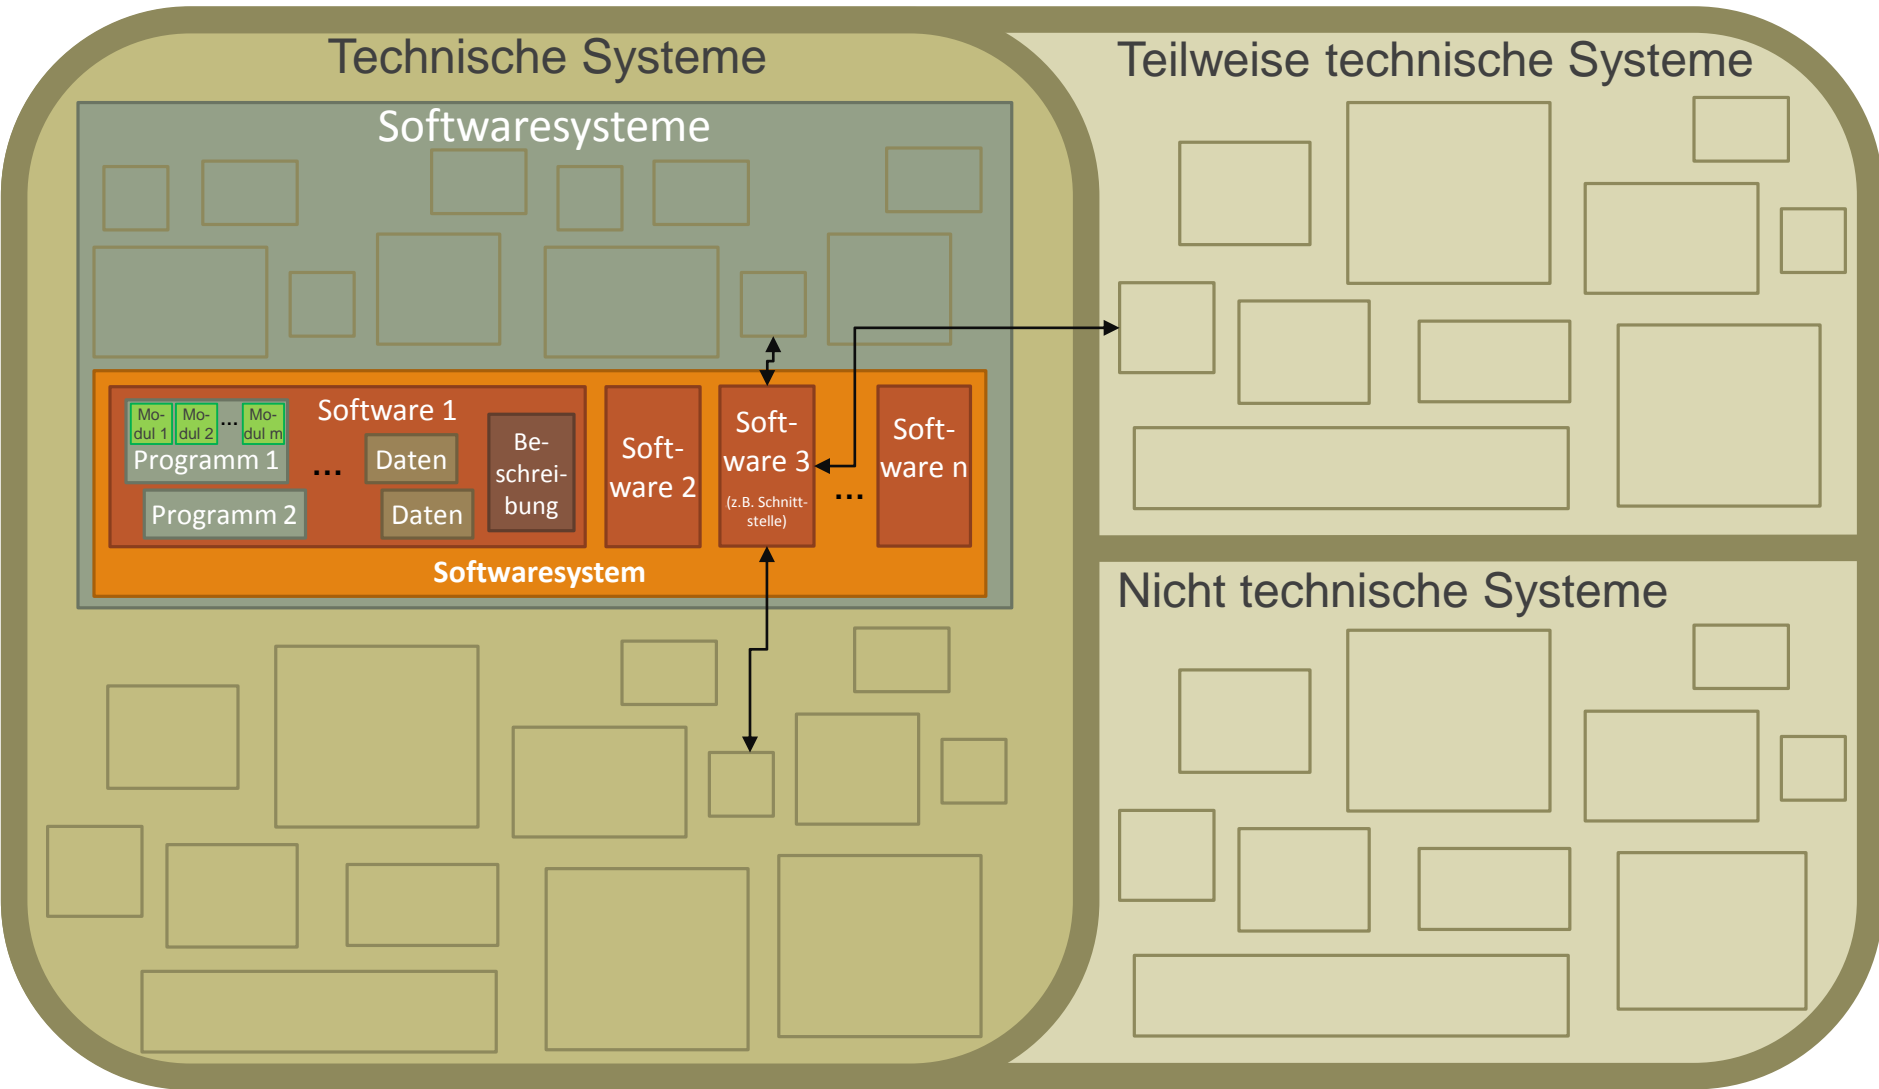 Technische Systeme
Teilweise technische Systeme
Softwaresysteme
Mo-
dul 1
Mo-
dul 2
...
Mo-
dul m
Programm 1
Programm 2
Software 1
...
Daten
Daten
Be-
schrei-
bung
Soft-
ware 2
Soft-
ware 3
(z.B. Schnitt-
stelle)
...
Soft-
ware n
Softwaresystem
Nicht technische Systeme